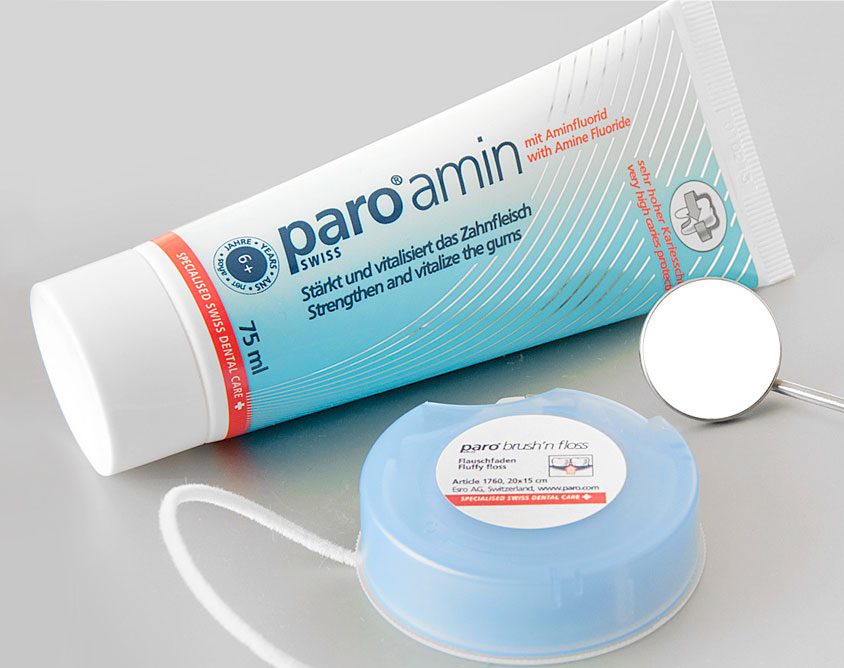 paro® amin
SWISS
mit Aminfluorid
with Amine Fluoride
Stärkt und vitalisiert das Zahnfleisch
Strengthen and vitalize the gums
sehr hoher
very high caries
JAHRE • YEARS • ANS
6+
75 ml
SPECIALISED SWISS DENTAL CARE
paro® brush'n floss
Flauschfaden
Fluffy floss
Article 1760, 20x15 cm
Esro AG, Switzerland, www.paro.com
SPECIALISED SWISS DENTAL CARE